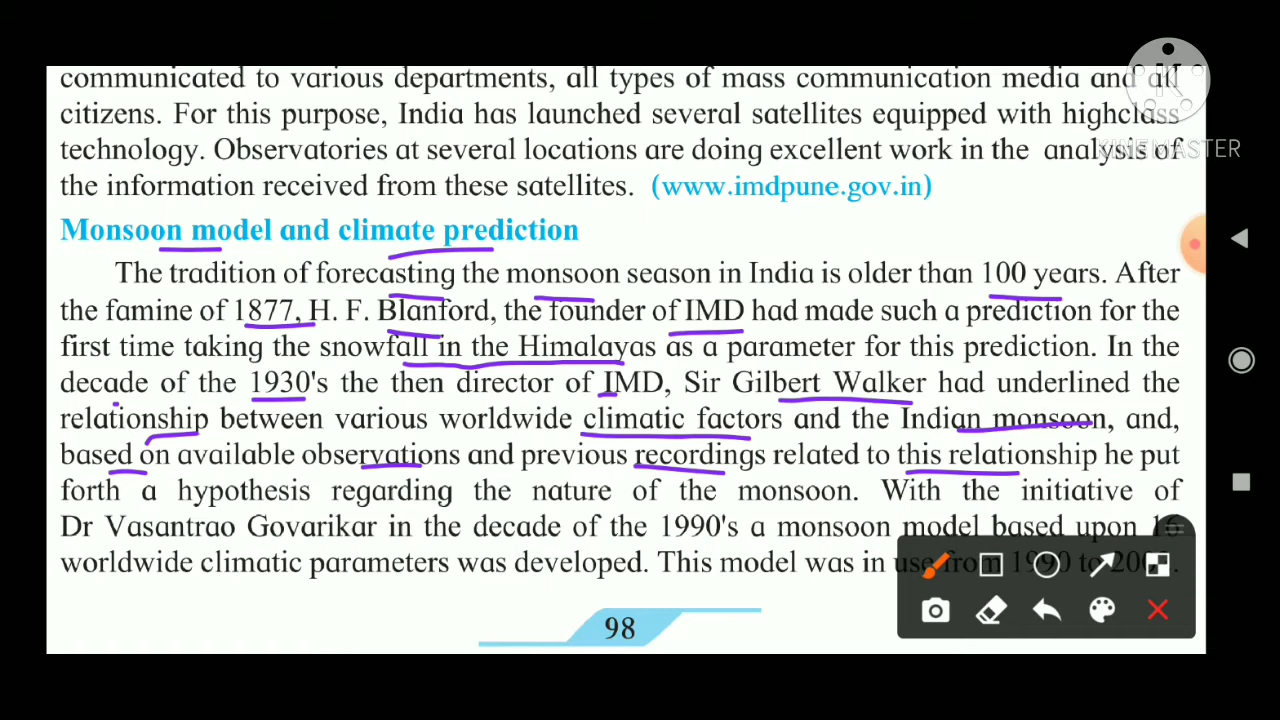 communicated to various departments, all types of mass communication media and all
citizens. For this purpose, India has launched several satellites equipped with highclass
technology. Observatories at several locations are doing excellent work in the analysis of
the information received from these satellites. (www.imdpune.gov.in)
KINEMASTER
Monsoon model and climate prediction
The tradition of forecasting the monsoon season in India is older than 100 years. After
the famine of 1877, H. F. Blanford, the founder of IMD had made such a prediction for the
first time taking the snowfall in the Himalayas as a parameter for this prediction. In the
decade of the 1930's the then director of IMD, Sir Gilbert Walker had underlined the
relationship between various worldwide climatic factors and the Indian monsoon, and,
based on available observations and previous recordings related to this relationship he put
forth a hypothesis regarding the nature of the monsoon. With the initiative of
Dr Vasantrao Govarikar in the decade of the 1990's a monsoon model based upon 16
worldwide climatic parameters was developed. This model was in use from 1990 to
98